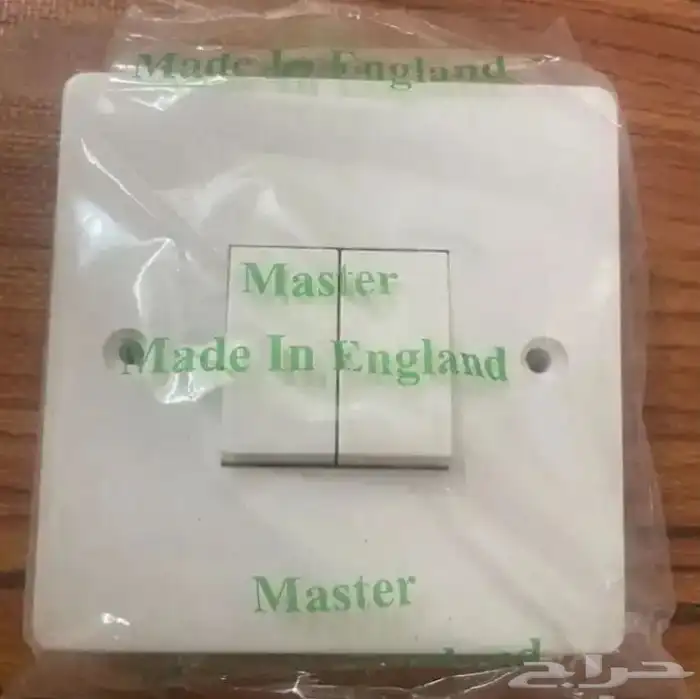 Made In England
Master
Made In England
Master
حراج